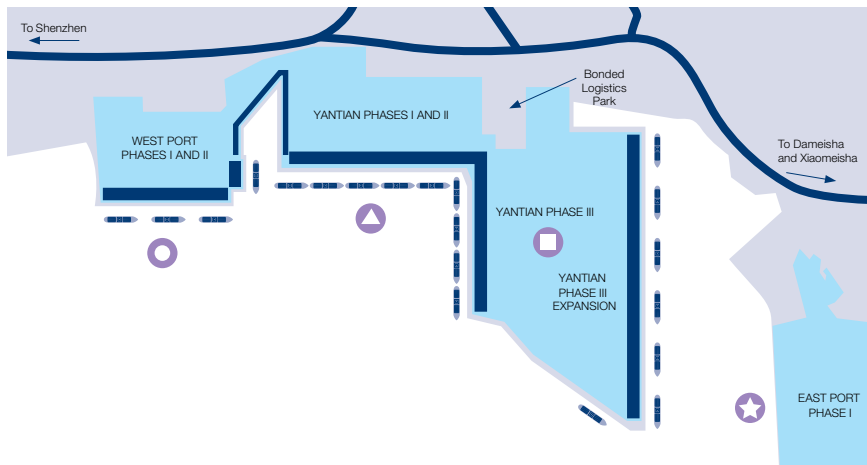 To Shenzhen
Bonded
Logistics
Park
YANTIAN PHASES I AND II
WEST PORT
PHASES I AND II
To Dameisha
and Xiaomeisha
YANTIAN PHASE III
YANTIAN
PHASE III
EXPANSION
EAST PORT
PHASE I